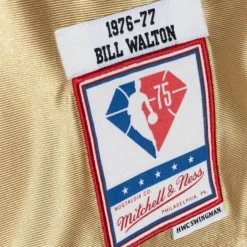 1976-77
BILL WALTON
75
NOSTALGIA CO.
Mitchell & Ness
PHILADELPHIA, PA.
HWC SWINGMAN